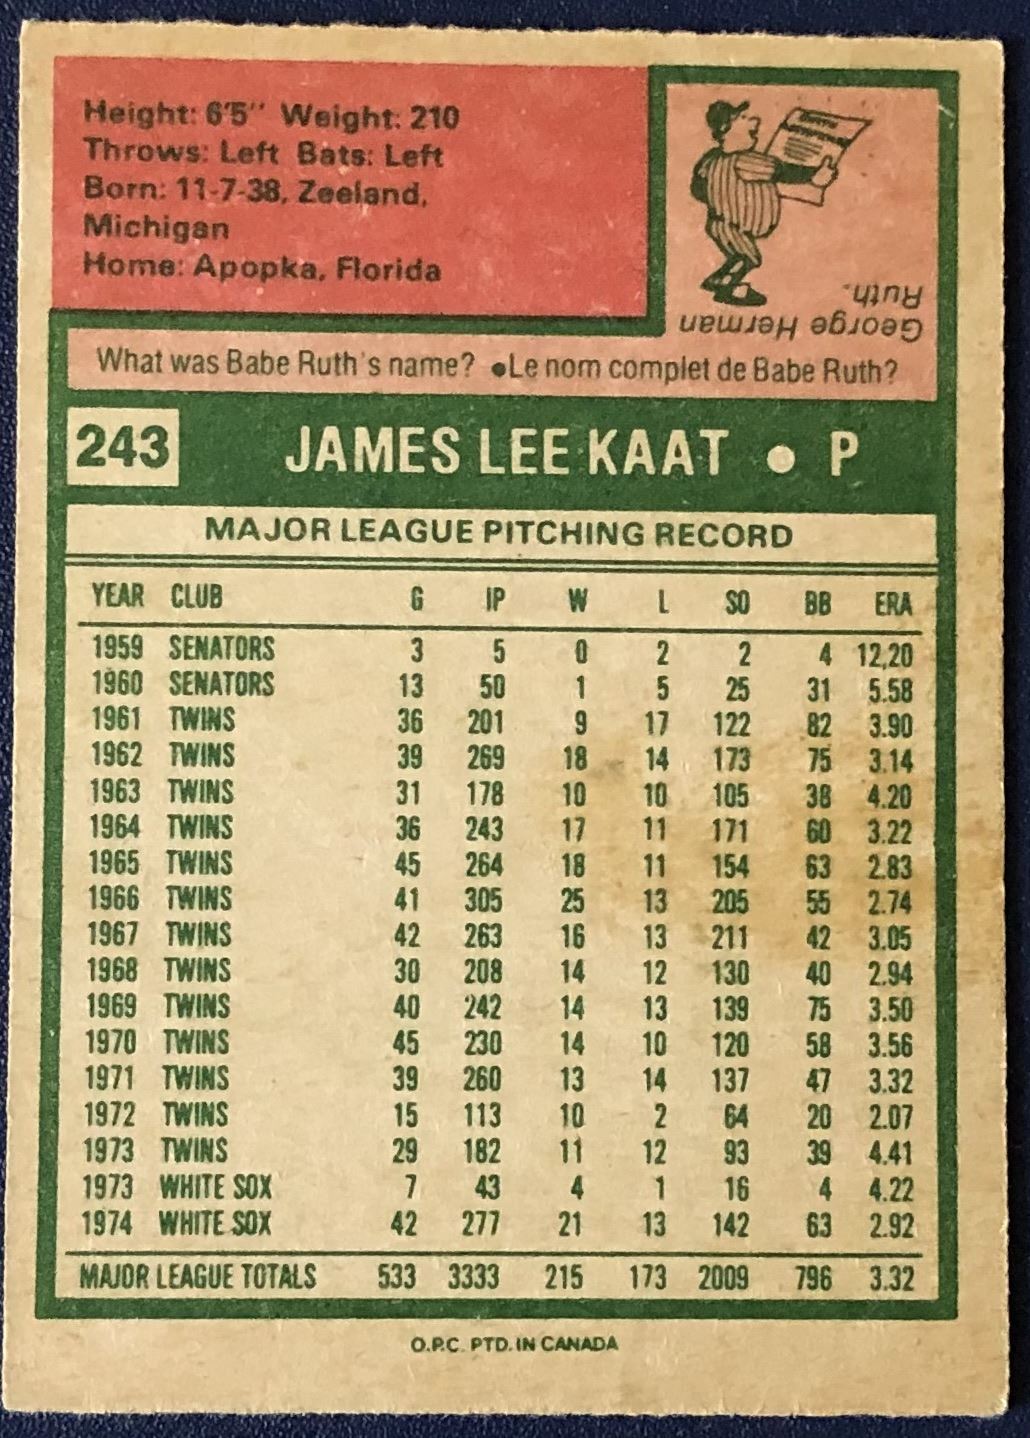 Height: 6'5" Weight: 210
Throws: Left Bats: Left
Born: 11-7-38, Zeeland,
Michigan
Home: Apopka, Florida
George Herman
Ruth.
What was Babe Ruth's name? ●Le nom complet de Babe Ruth?
243 JAMES LEE KAAT ● P
MAJOR LEAGUE PITCHING RECORD
YEAR CLUB G IP W L SO BB ERA
1959 SENATORS 3 5 0 2 2 4 12,20
1960 SENATORS 13 50 1 5 25 31 5.58
1961 TWINS 36 201 9 17 122 82 3.90
1962 TWINS 39 269 18 14 173 75 3.14
1963 TWINS 31 178 10 10 105 38 4.20
1964 TWINS 36 243 17 11 171 60 3.22
1965 TWINS 45 264 18 11 154 63 2.83
1966 TWINS 41 305 25 13 205 55 2.74
1967 TWINS 42 263 16 13 211 42 3.05
1968 TWINS 30 208 14 12 130 40 2.94
1969 TWINS 40 242 14 13 139 75 3.50
1970 TWINS 45 230 14 10 120 58 3.56
1971 TWINS 39 260 13 14 137 47 3.32
1972 TWINS 15 113 10 2 64 20 2.07
1973 TWINS 29 182 11 12 93 39 4.41
1973 WHITE SOX 7 43 4 1 16 4 4.22
1974 WHITE SOX 42 277 21 13 142 63 2.92
MAJOR LEAGUE TOTALS 533 3333 215 173 2009 796 3.32
O.P.C. PTD. IN CANADA